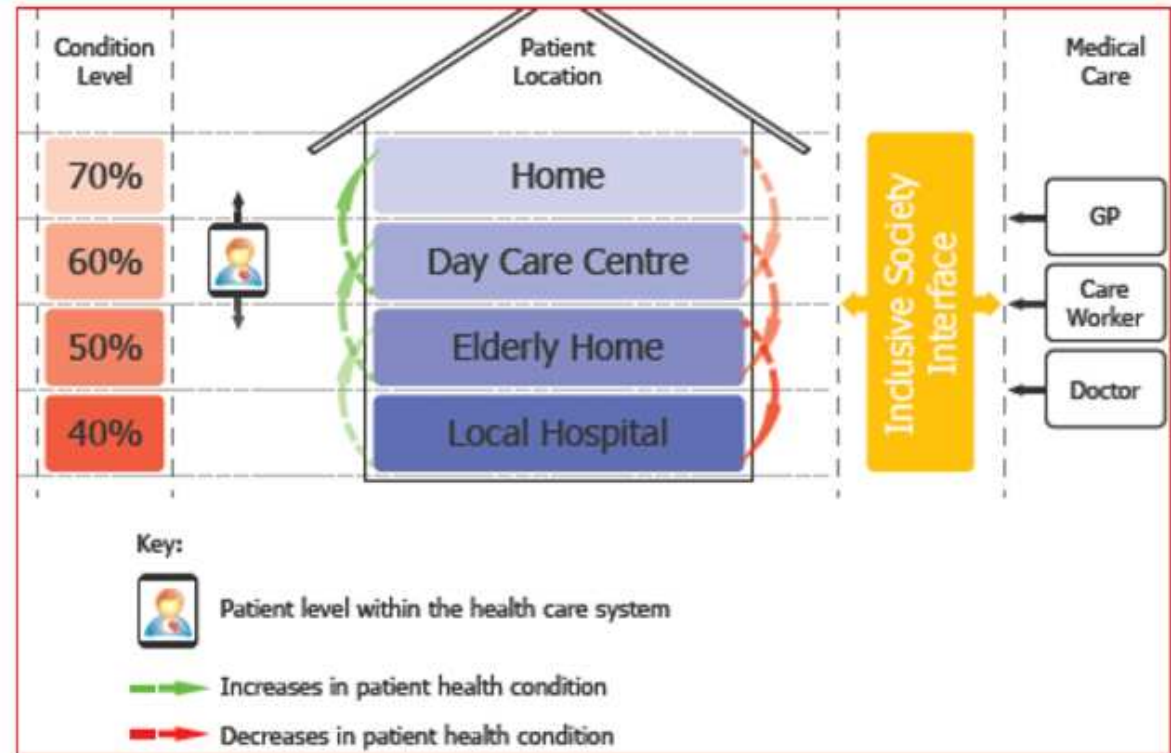 Condition
Level
Patient
Location
Medical
Care
70%
60%
50%
40%
Home
Day Care Centre
Elderly Home
Local Hospital
Inclusive Society
Interface
GP
Care
Worker
Doctor
Key:
Patient level within the health care system
Increases in patient health condition
Decreases in patient health condition